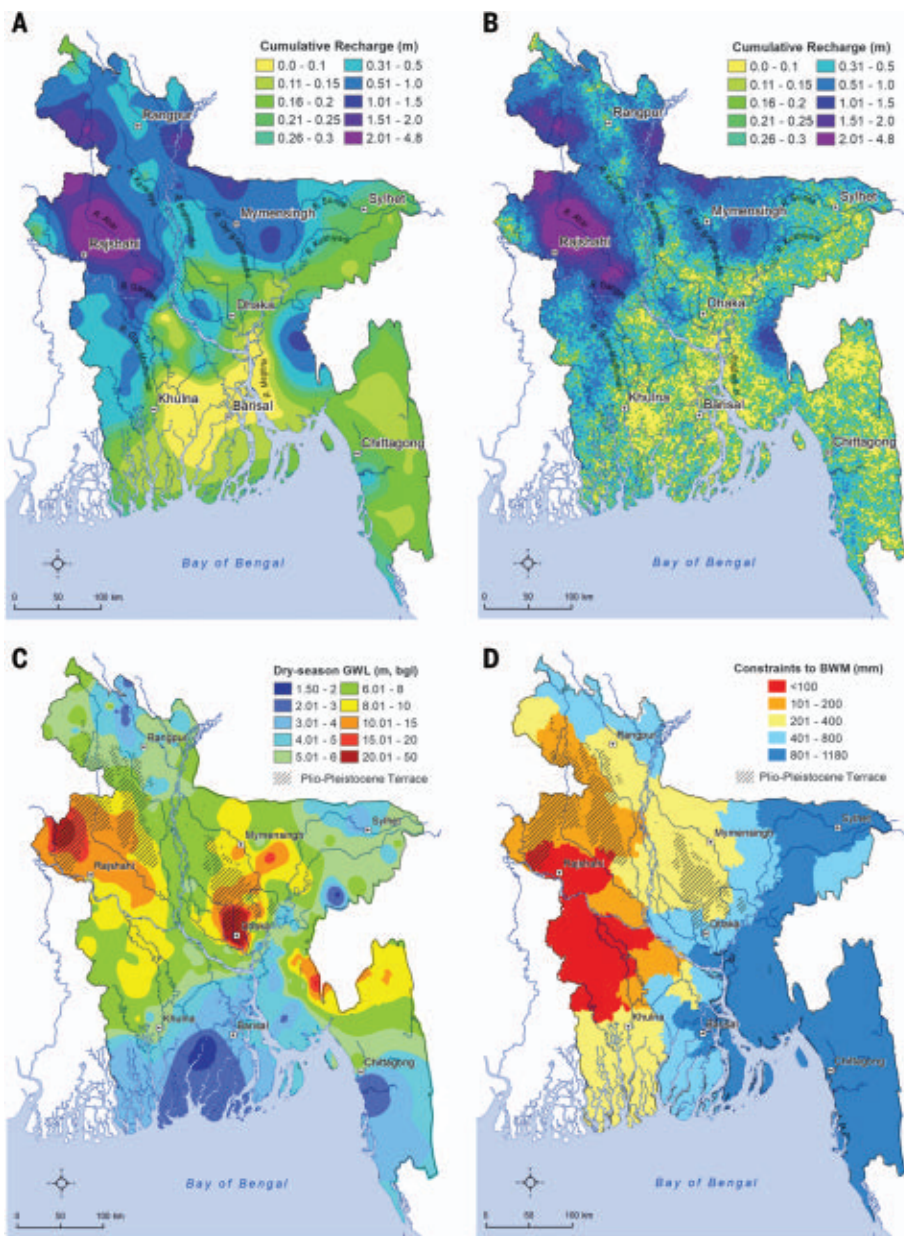 A
Cumulative Recharge (m)
0.0 - 0.1
0.31 - 0.5
0.11 - 0.15
0.51 - 1.0
0.16 - 0.2
1.01 - 1.5
0.21 - 0.25
1.51 - 2.0
0.26 - 0.3
2.01 - 4.8
Rangpur
Sylhet
Mymensingh
Rajshahi
Dhaka
Khulna
Barisal
Chittagong
Bay of Bengal
0 50 100 km
B
Cumulative Recharge (m)
0.0 - 0.1
0.31 - 0.5
0.11 - 0.15
0.51 - 1.0
0.16 - 0.2
1.01 - 1.5
0.21 - 0.25
1.51 - 2.0
0.26 - 0.3
2.01 - 4.8
Rangpur
Sylhet
Mymensingh
Rajshahi
Dhaka
Khulna
Barisal
Chittagong
Bay of Bengal
0 50 100 km
C
Dry-season GWL (m, bgl)
1.50 - 2
6.01 - 8
2.01 - 3
8.01 - 10
3.01 - 4
10.01 - 15
4.01 - 5
15.01 - 20
5.01 - 6
20.01 - 50
Plio-Pleistocene Terrace
Rangpur
Sylhet
Mymensingh
Rajshahi
Khulna
Barisal
Chittagong
Bay of Bengal
0 50 100 km
D
Constraints to BWM (mm)
<100
101 - 200
201 - 400
401 - 800
801 - 1180
Plio-Pleistocene Terrace
Rangpur
Sylhet
Mymensingh
Rajshahi
Dhaka
Khulna
Barisal
Chittagong
Bay of Bengal
0 50 100 km